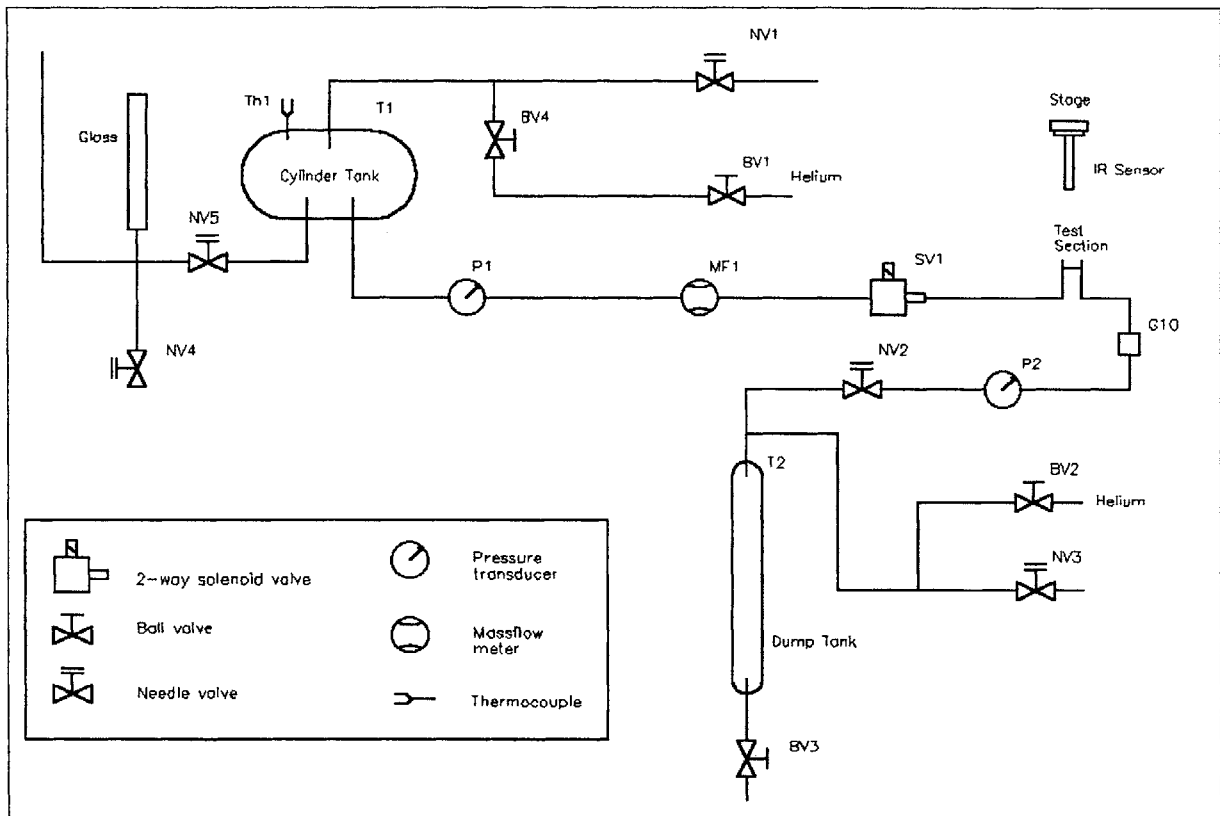 NV1
Th1
T1
BV4
Stage
Glass
Cylinder Tank
BV1
Helium
IR Sensor
NV5
Test
Section
P1
MF1
SV1
G10
NV4
NV2
P2
T2
BV2
Helium
NV3
2-way solenoid valve
Pressure
transducer
Ball valve
Massflow
meter
Dump Tank
Needle valve
Thermocouple
BV3